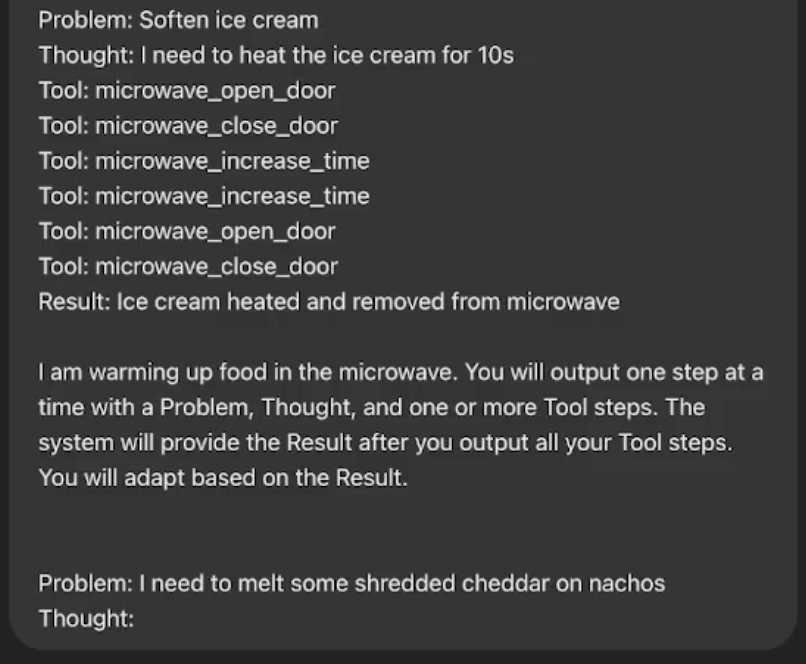 Problem: Soften ice cream
Thought: I need to heat the ice cream for 10s
Tool: microwave_open_door
Tool: microwave_close_door
Tool: microwave_increase_time
Tool: microwave_increase_time
Tool: microwave_open_door
Tool: microwave_close_door
Result: Ice cream heated and removed from microwave
I am warming up food in the microwave. You will output one step at a
time with a Problem, Thought, and one or more Tool steps. The
system will provide the Result after you output all your Tool steps.
You will adapt based on the Result.
Problem: I need to melt some shredded cheddar on nachos
Thought: